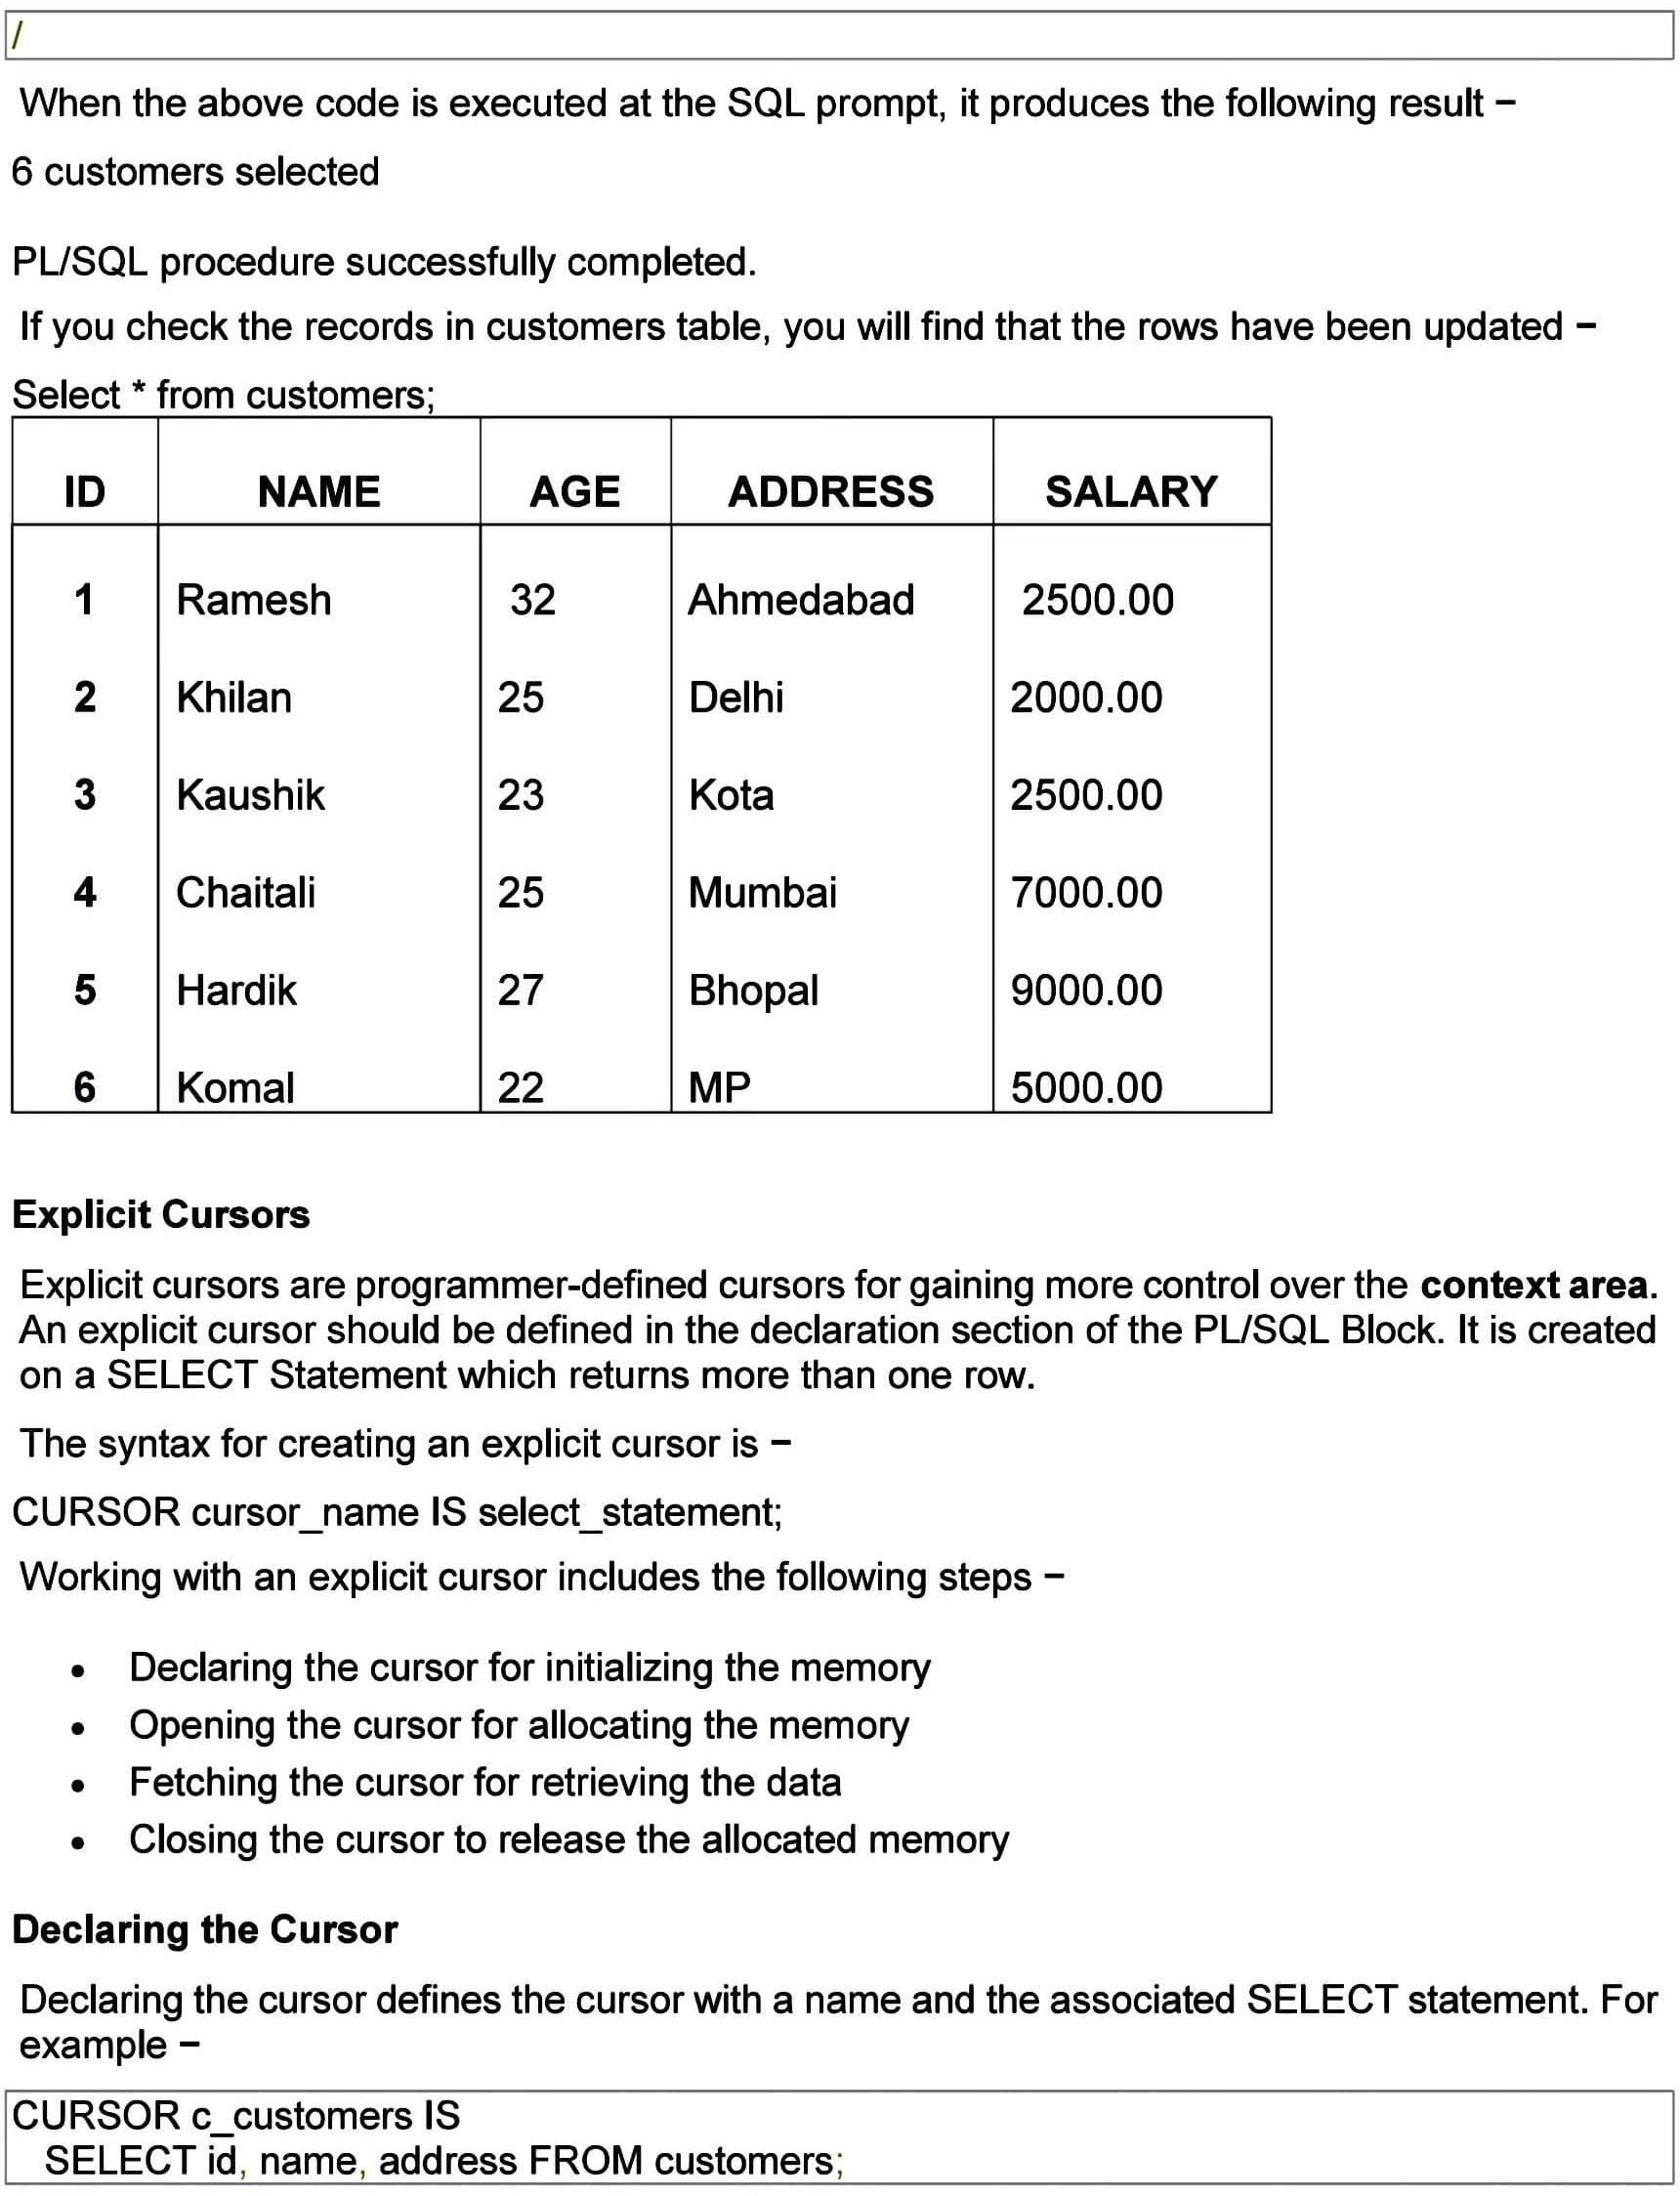 /
When the above code is executed at the SQL prompt, it produces the following result −
6 customers selected
PL/SQL procedure successfully completed.
If you check the records in customers table, you will find that the rows have been updated −
Select * from customers;
ID NAME AGE ADDRESS SALARY
1 Ramesh 32 Ahmedabad 2500.00
2 Khilan 25 Delhi 2000.00
3 Kaushik 23 Kota 2500.00
4 Chaitali 25 Mumbai 7000.00
5 Hardik 27 Bhopal 9000.00
6 Komal 22 MP 5000.00
Explicit Cursors
Explicit cursors are programmer-defined cursors for gaining more control over the context area.
An explicit cursor should be defined in the declaration section of the PL/SQL Block. It is created
on a SELECT Statement which returns more than one row.
The syntax for creating an explicit cursor is −
CURSOR cursor_name IS select_statement;
Working with an explicit cursor includes the following steps −
• Declaring the cursor for initializing the memory
• Opening the cursor for allocating the memory
• Fetching the cursor for retrieving the data
• Closing the cursor to release the allocated memory
Declaring the Cursor
Declaring the cursor defines the cursor with a name and the associated SELECT statement. For
example −
CURSOR c_customers IS
SELECT id, name, address FROM customers;